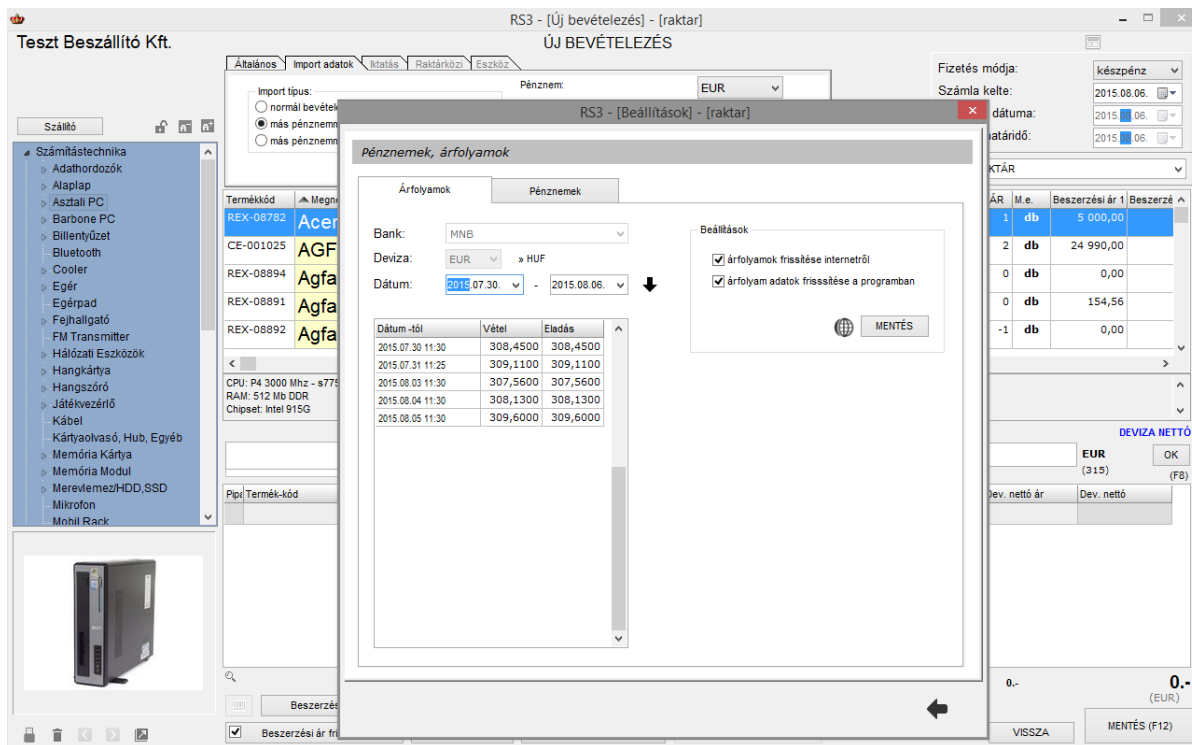 RS3 - [Új bevételezés] - [raktar]
Teszt Beszállító Kft.
ÚJ BEVÉTELEZÉS
Általános
Import adatok
Iktatás
Raktárközi
Eszköz
Import típus:
más pénznemn
más pénznemn
Pénznem:
EUR
Fizetés módja:
készpénz
Számla kelte:
2015.08.06.
dátuma:
2015.08.06.
2015.08.06.
Szállító
Számítástechnika
Adathordozók
Alaplap
Asztali PC
Barbone PC
Billentyűzet
Bluetooth
Cooler
Egér
Egérpad
Fejhallgató
FM Transmitter
Hálózati Eszközök
Hangkártya
Hangszóró
Játékvezérlő
Kábel
Kártyaolvasó, Hub, Egyéb
Memória Kártya
Memória Modul
Merevlemez/HDD,SSD
Mikrofon
Mobil Rack
Termékkód Megne
REX-08782 Acer
CE-001025 AGF
REX-08894 Agfa
REX-08891 Agfa
REX-08892 Agfa
CPU: P4 3000 Mhz - s775
RAM: 512 Mb DDR
Chipset: Intel 915G
Termék-kód
RS3 - [Beállítások] - [raktar]
Pénznemek, árfolyamok
Árfolyamok
Pénznemek
Bank: MNB
Deviza: EUR » HUF
Dátum: 2015.07.30. - 2015.08.06.
Dátum -tól Vétel Eladás
2015.07.30 11:30 308,4500 308,4500
2015.07.31 11:25 309,1100 309,1100
2015.08.03 11:30 307,5600 307,5600
2015.08.04 11:30 308,1300 308,1300
2015.08.05 11:30 309,6000 309,6000
Beállítások
árfolyamok frissítése internetről
árfolyam adatok frisssítése a programban
MENTÉS
KTÁR
ÁR M.e. Beszerzési ár 1 Beszerzé
1 db 5 000,00
2 db 24 990,00
0 db 0,00
0 db 154,56
-1 db 0,00
DEVIZA NETTÓ
EUR
(315)
OK
(F8)
Dev. nettó ár Dev. nettó
0.-
0.-
(EUR)
Beszerzés
Beszerzési ár fri
VISSZA
MENTÉS (F12)